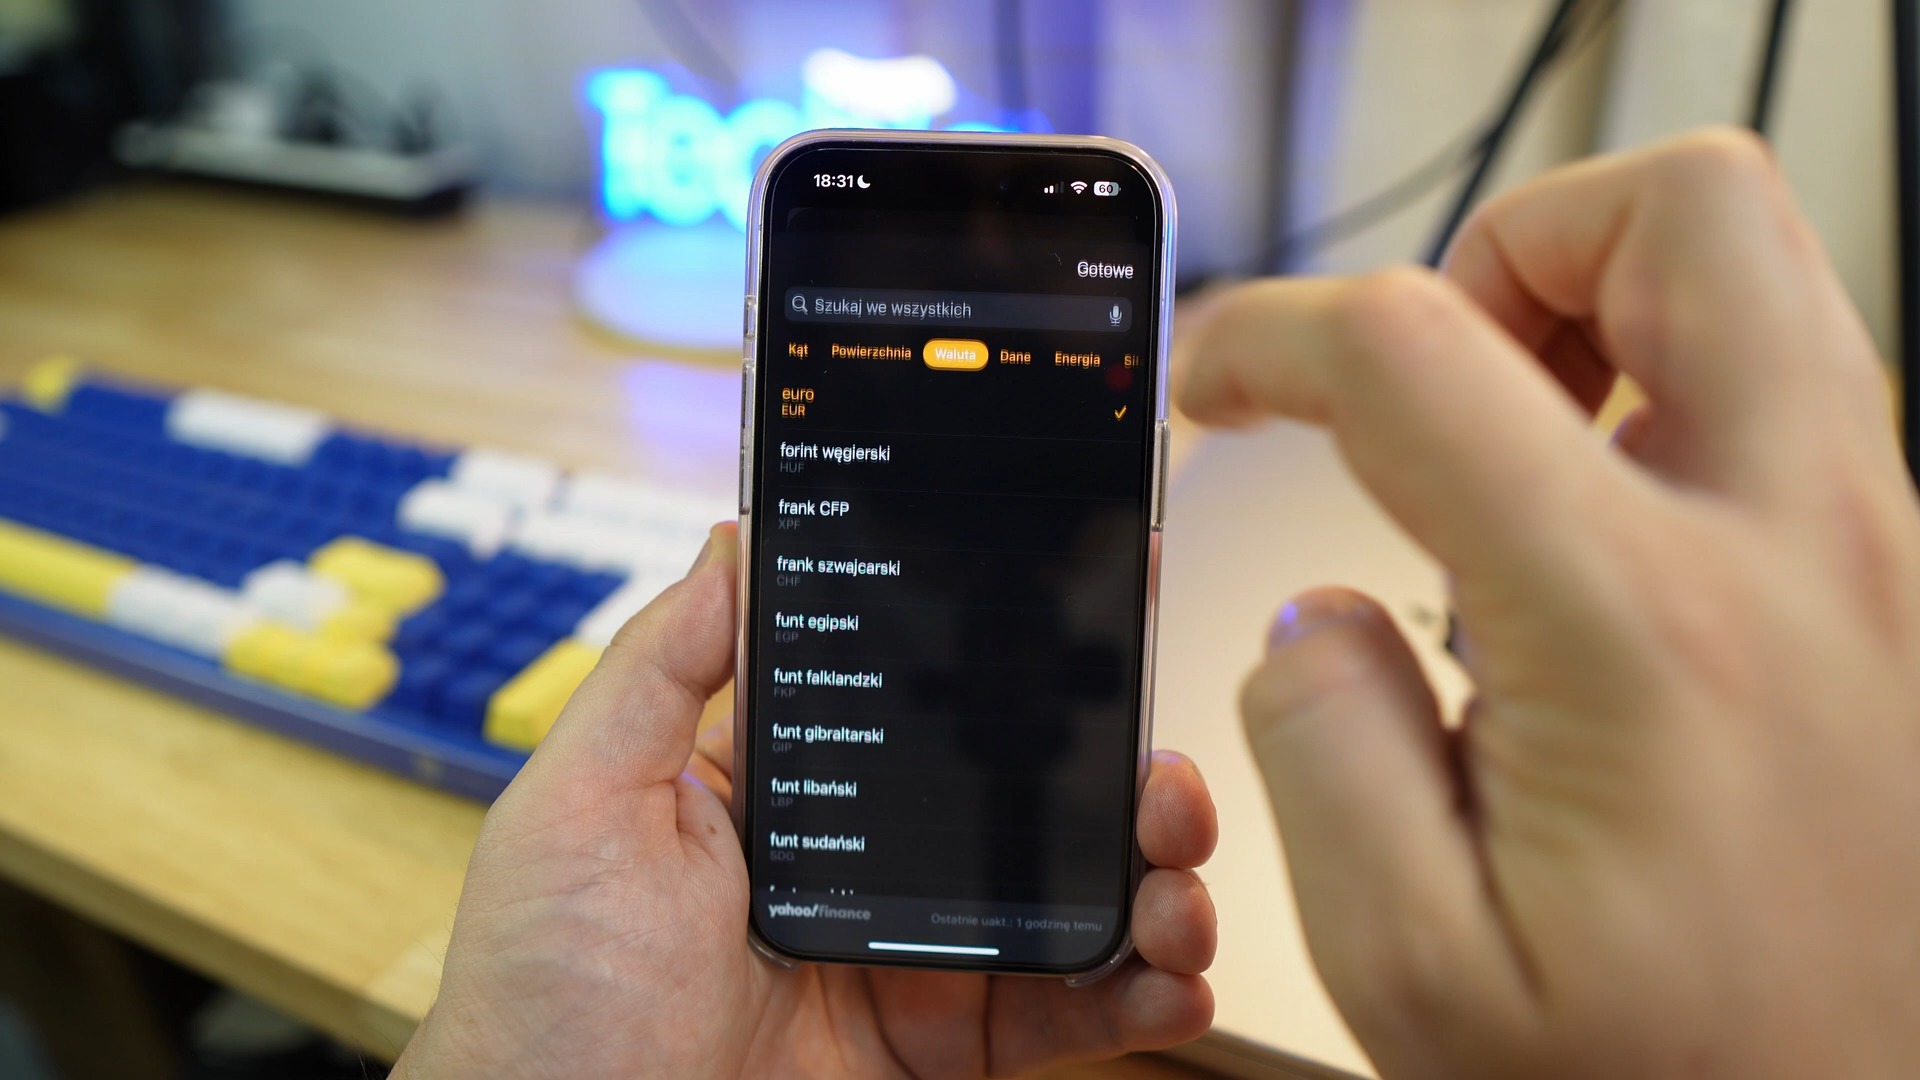 18:31
60
Gotowe
Szukaj we wszystkich
Kąt Powierzchnia Waluta Dane Energia
euro
EUR
forint węgierski
HUF
frank CFP
XPF
frank szwajcarski
CHF
funt egipski
EGP
funt falklandzki
FKP
funt gibraltarski
GIP
funt libański
LBP
funt sudański
SDG
yahoo!finance
Ostatnie uakt.: 1 godzinę temu